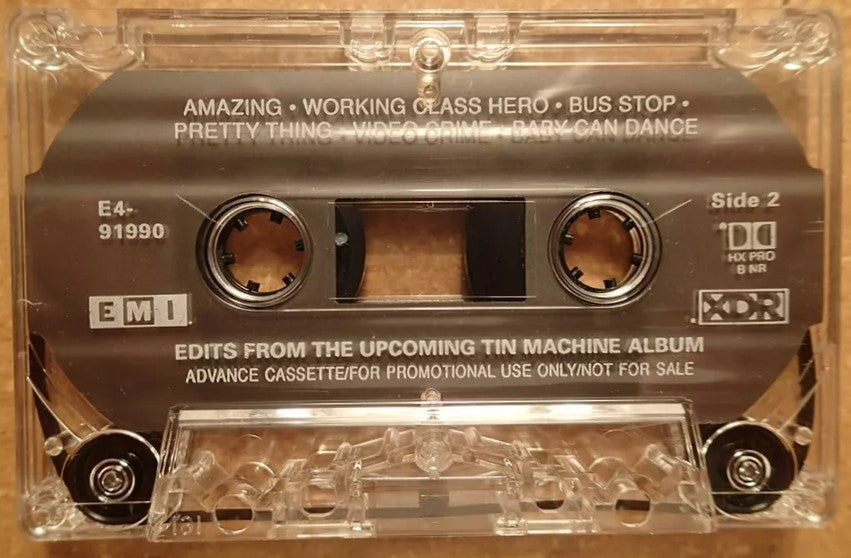 AMAZING • WORKING CLASS HERO • BUS STOP •
PRETTY THING • VIDEO CRIME • BABY CAN DANCE
E4-
91990
Side 2
HX PRO
B NR
EMI
XDR
EDITS FROM THE UPCOMING TIN MACHINE ALBUM
ADVANCE CASSETTE/FOR PROMOTIONAL USE ONLY/NOT FOR SALE